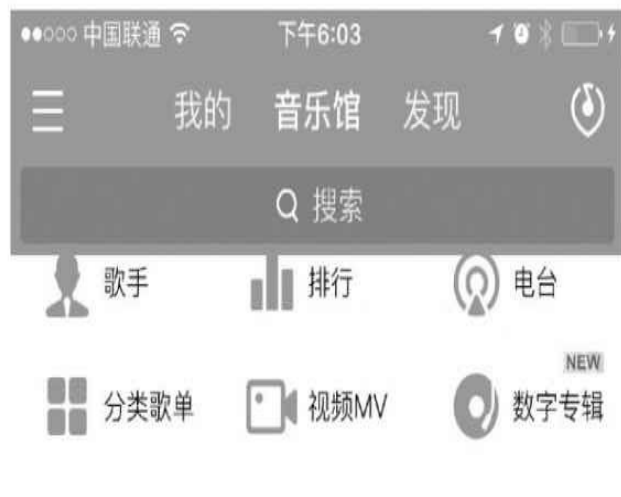 中国联通 下午6:03
我的 音乐馆 发现
搜索
歌手 排行 电台
NEW
分类歌单 视频MV 数字专辑